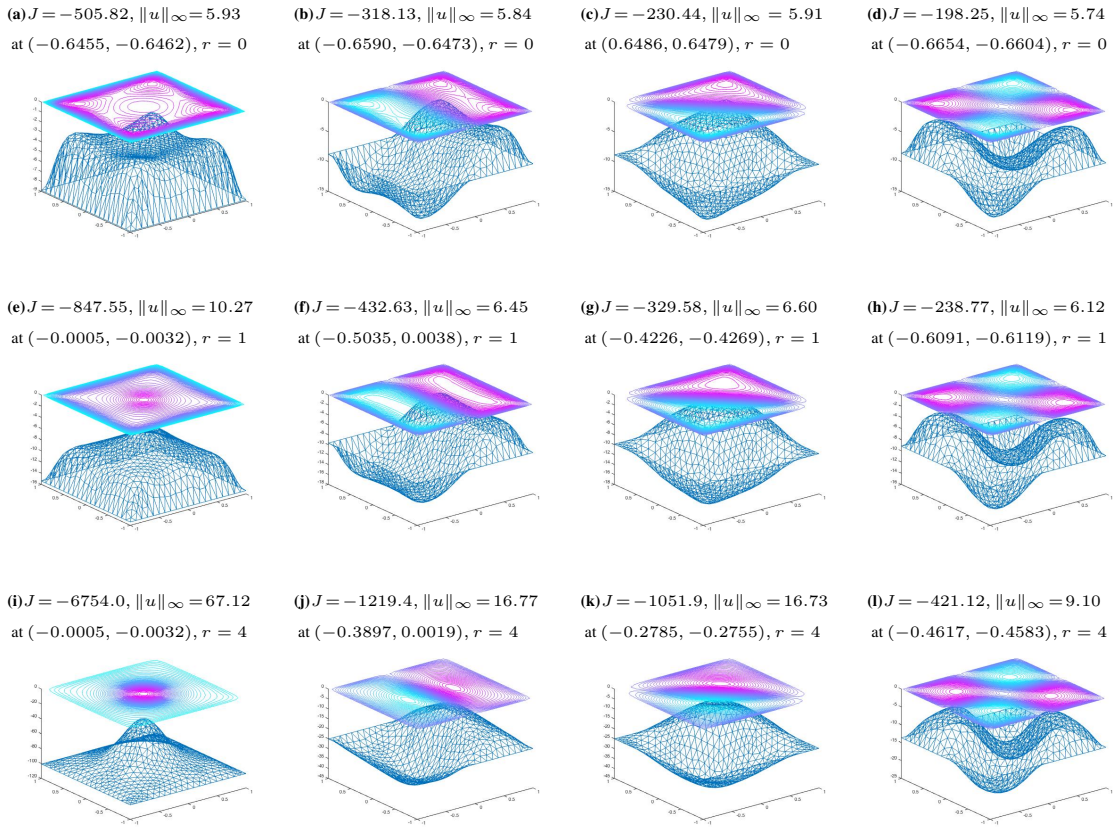 (a)J=−505.82, ‖u‖∞=5.93
at (−0.6455, −0.6462), r = 0
(b)J=−318.13, ‖u‖∞=5.84
at (−0.6590, −0.6473), r = 0
(c)J=−230.44, ‖u‖∞ = 5.91
at (0.6486, 0.6479), r = 0
(d)J=−198.25, ‖u‖∞=5.74
at (−0.6654, −0.6604), r = 0
(e)J=−847.55, ‖u‖∞=10.27
at (−0.0005, −0.0032), r = 1
(f)J=−432.63, ‖u‖∞=6.45
at (−0.5035, 0.0038), r = 1
(g)J=−329.58, ‖u‖∞=6.60
at (−0.4226, −0.4269), r = 1
(h)J=−238.77, ‖u‖∞=6.12
at (−0.6091, −0.6119), r = 1
(i)J=−6754.0, ‖u‖∞=67.12
at (−0.0005, −0.0032), r = 4
(j)J=−1219.4, ‖u‖∞=16.77
at (−0.3897, 0.0019), r = 4
(k)J=−1051.9, ‖u‖∞=16.73
at (−0.2785, −0.2755), r = 4
(l)J=−421.12, ‖u‖∞=9.10
at (−0.4617, −0.4583), r = 4